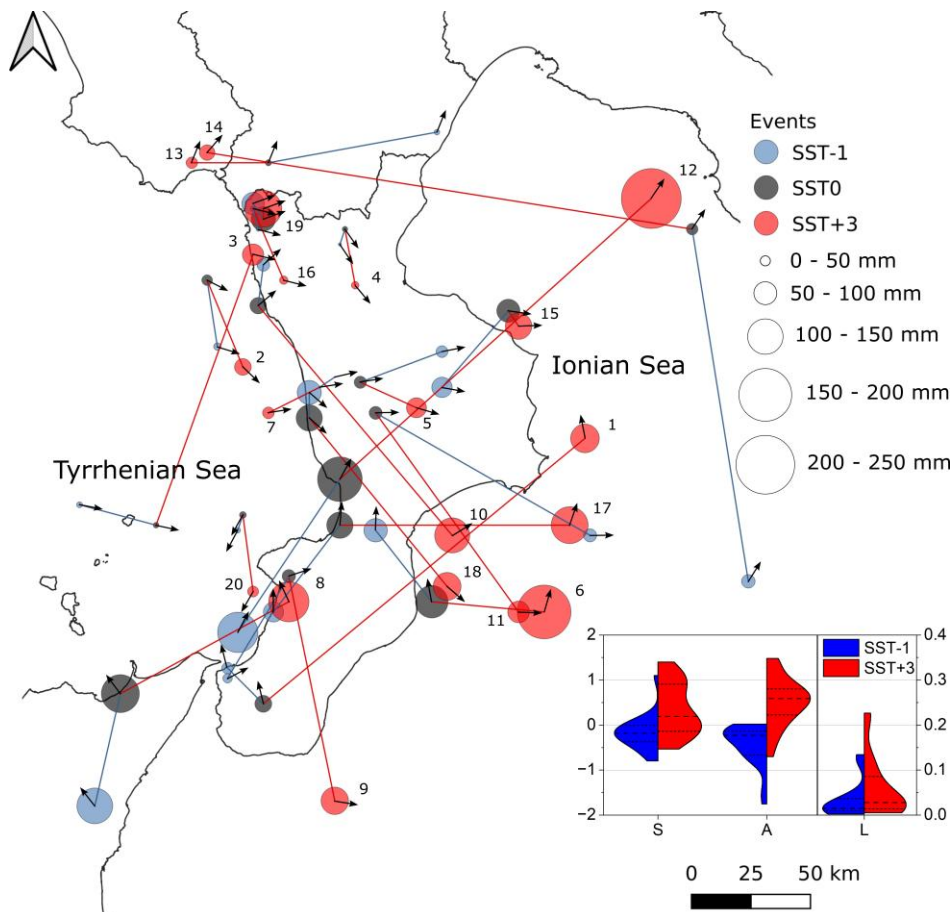 14
13
12
Events
SST-1
SST0
SST+3
0 - 50 mm
50 - 100 mm
100 - 150 mm
150 - 200 mm
200 - 250 mm
19
3
16
4
15
Ionian Sea
2
7
5
1
Tyrrhenian Sea
10
17
18
6
11
20
8
9
2
1
0
−1
−2
SST-1
SST+3
0.4
0.3
0.2
0.1
0.0
S
A
L
0 25 50 km